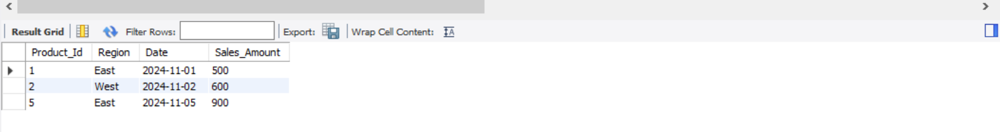 Result Grid Filter Rows: Export: Wrap Cell Content: IA
Product_Id Region Date Sales_Amount
1 East 2024-11-01 500
2 West 2024-11-02 600
5 East 2024-11-05 900